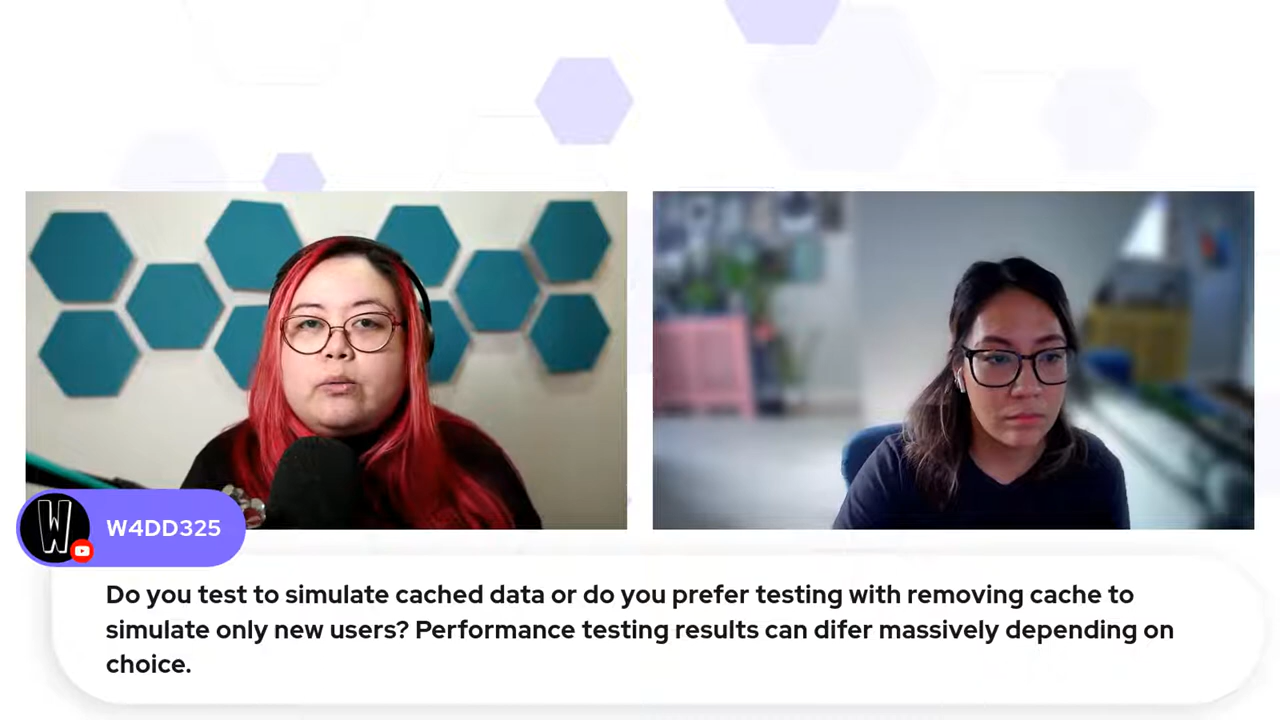 W
W4DD325
Do you test to simulate cached data or do you prefer testing with removing cache to
simulate only new users? Performance testing results can difer massively depending on
choice.